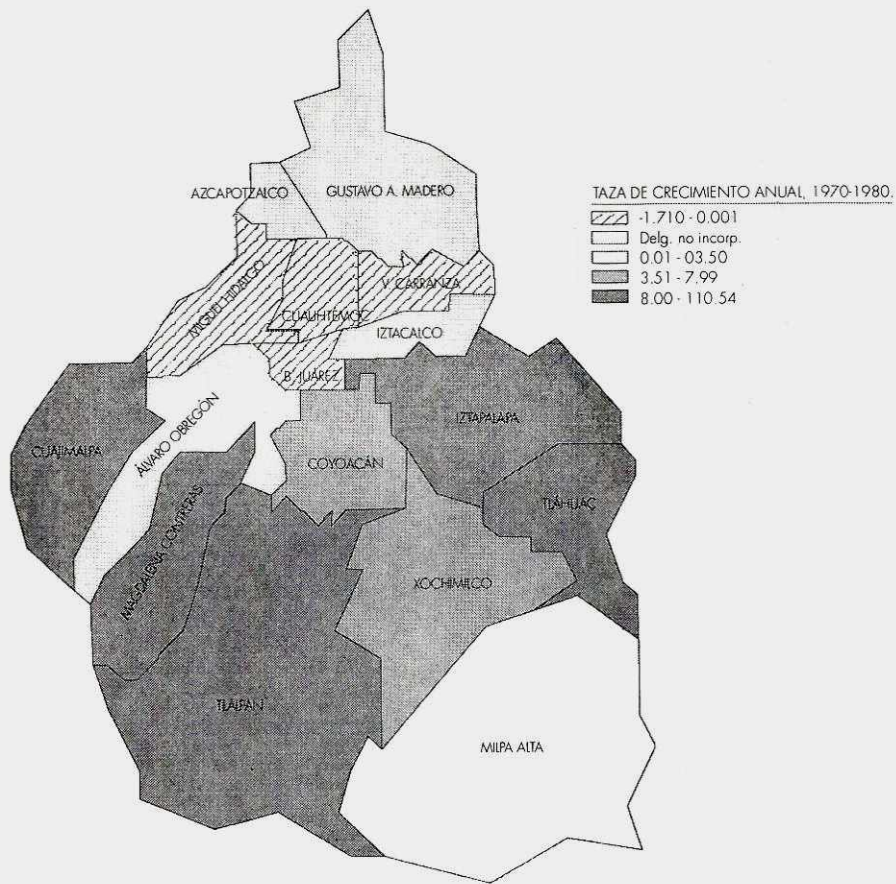 AZCAPOTZALCO
GUSTAVO A. MADERO
TAZA DE CRECIMIENTO ANUAL, 1970-1980.
-1.710 - 0.001
Delg. no incorp.
0.01 - 03.50
3.51 - 7.99
8.00 - 110.54
MIGUEL HIDALGO
CUAUHTEMOC
V. CARRANZA
IZTACALCO
B. JUÁREZ
CUAJIMALPA
ÁLVARO OBREGÓN
IZTAPALAPA
COYOACÁN
TLÁHUAC
MAGDALENA CONTRERAS
XOCHIMILCO
TLALPAN
MILPA ALTA